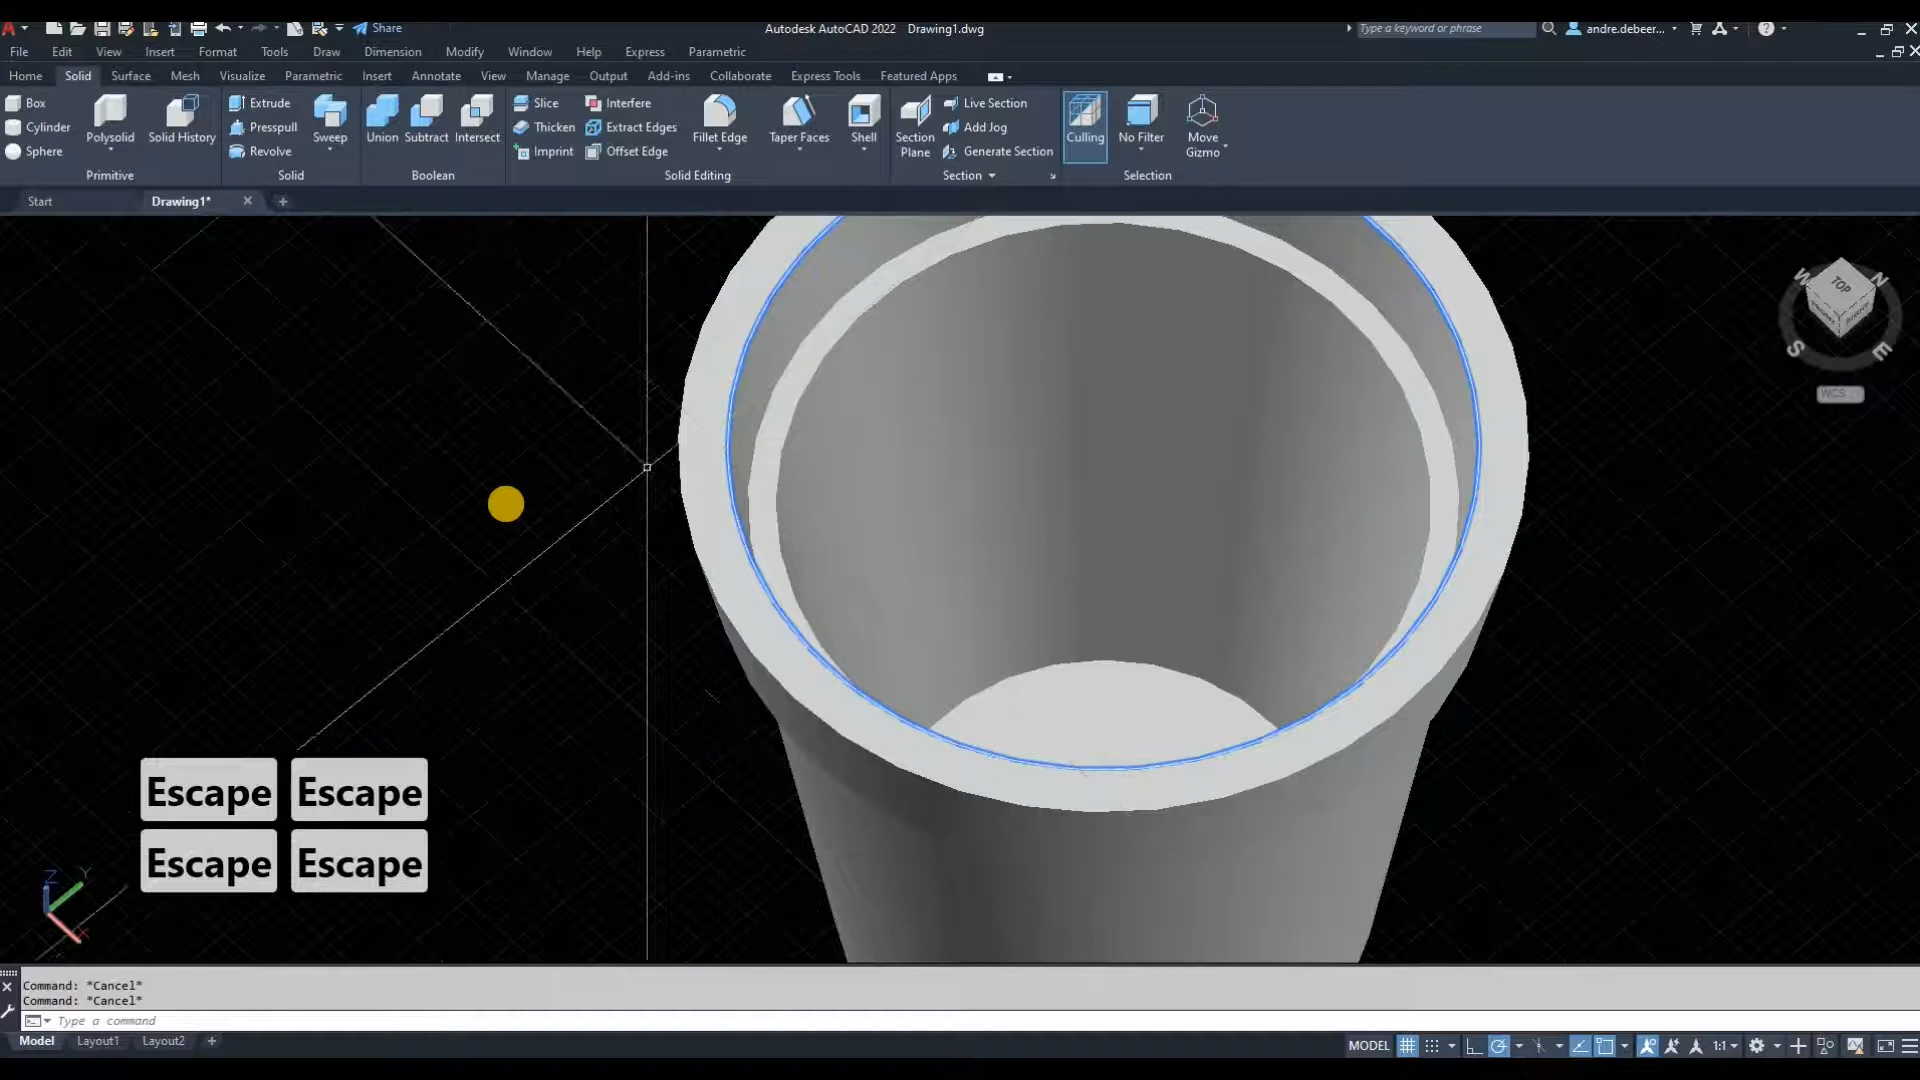 Share
Autodesk AutoCAD 2022 Drawing1.dwg
Type a keyword or phrase
andre.debeer...
File Edit View Insert Format Tools Draw Dimension Modify Window Help Express Parametric
Home Solid Surface Mesh Visualize Parametric Insert Annotate View Manage Output Add-ins Collaborate Express Tools Featured Apps
Box
Cylinder
Sphere
Polysolid
Solid History
Primitive
Extrude
Presspull
Revolve
Sweep
Solid
Union
Subtract
Intersect
Boolean
Slice
Thicken
Imprint
Interfere
Extract Edges
Offset Edge
Fillet Edge
Taper Faces
Shell
Solid Editing
Section
Plane
Live Section
Add Jog
Generate Section
Section
Culling
No Filter
Move
Gizmo
Selection
Start
Drawing1*
W N
TOP
S E
WCS
Escape Escape
Escape Escape
Z Y
X
Command: *Cancel*
Command: *Cancel*
Type a command
Model Layout1 Layout2
MODEL
1:1